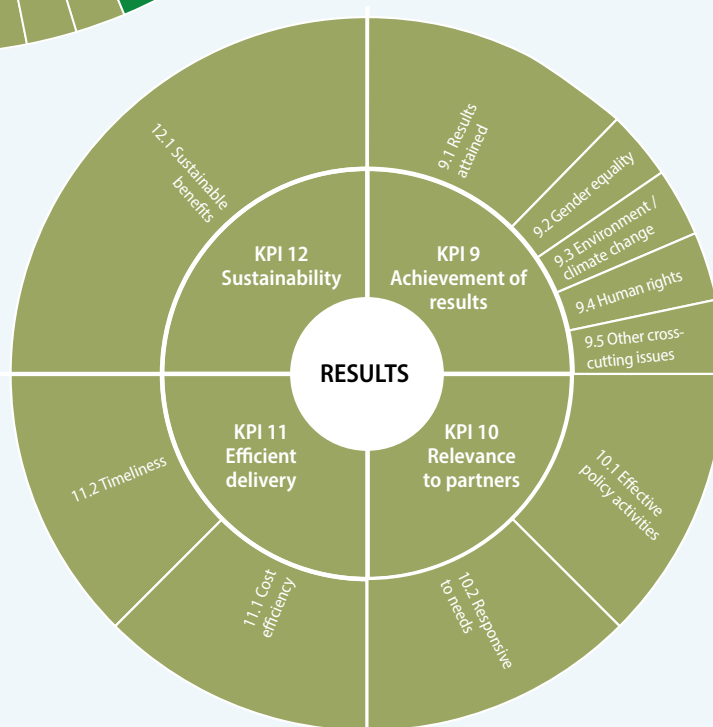 12.1 Sustainable
benefits
9.1 Results
attained
9.2 Gender equality
9.3 Environment /
climate change
9.4 Human rights
9.5 Other cross-
cutting issues
KPI 12
Sustainability
KPI 9
Achievement of
results
RESULTS
KPI 11
Efficient
delivery
KPI 10
Relevance
to partners
11.2 Timeliness
11.1 Cost
efficiency
10.2 Responsive
to needs
10.1 Effective
policy activities